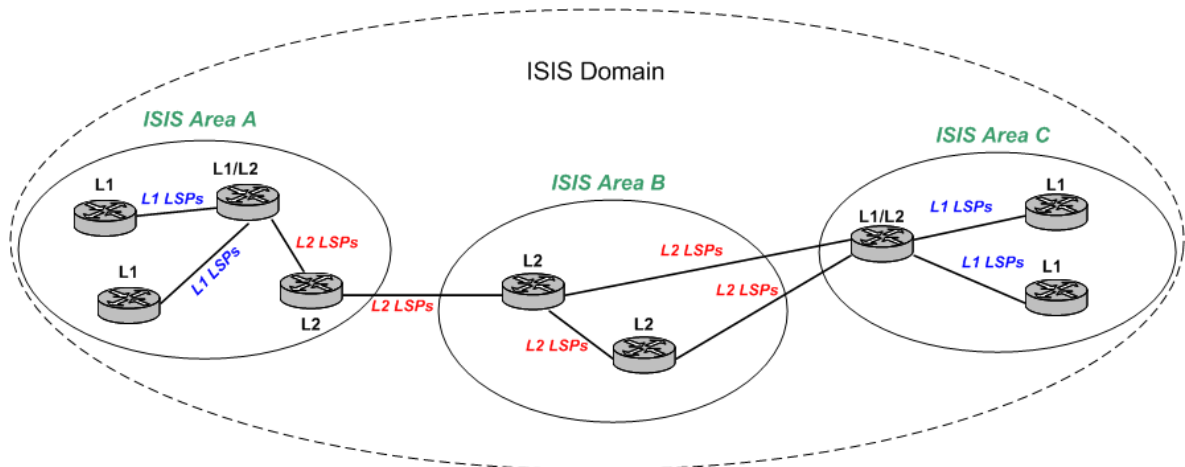 ISIS Domain
ISIS Area A
L1
L1 LSPs
L1/L2
L1
L1 LSPs
L2 LSPs
L2
L2 LSPs
ISIS Area B
L2
L2 LSPs
L2
L2 LSPs
L2 LSPs
ISIS Area C
L1/L2
L1 LSPs
L1
L1 LSPs
L1